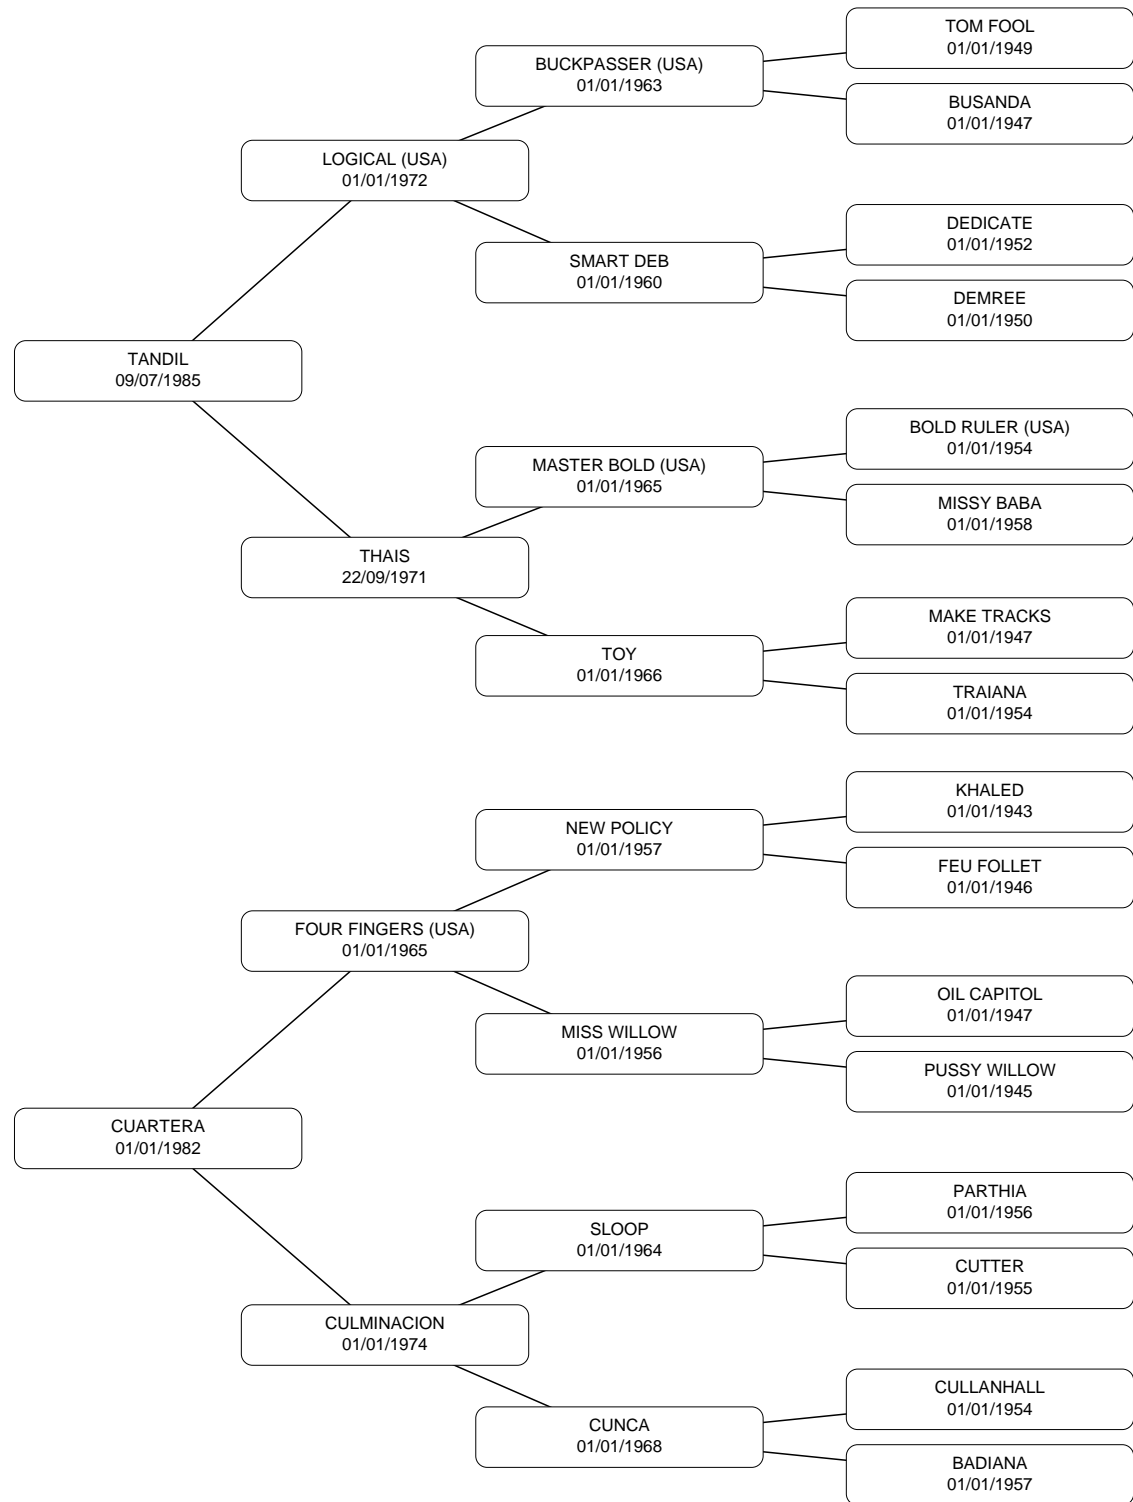 TOM FOOL
01/01/1949
BUCKPASSER (USA)
01/01/1963
BUSANDA
01/01/1947
LOGICAL (USA)
01/01/1972
DEDICATE
01/01/1952
SMART DEB
01/01/1960
DEMREE
01/01/1950
TANDIL
09/07/1985
BOLD RULER (USA)
01/01/1954
MASTER BOLD (USA)
01/01/1965
MISSY BABA
01/01/1958
THAIS
22/09/1971
MAKE TRACKS
01/01/1947
TOY
01/01/1966
TRAIANA
01/01/1954
KHALED
01/01/1943
NEW POLICY
01/01/1957
FEU FOLLET
01/01/1946
FOUR FINGERS (USA)
01/01/1965
OIL CAPITOL
01/01/1947
MISS WILLOW
01/01/1956
PUSSY WILLOW
01/01/1945
CUARTERA
01/01/1982
PARTHIA
01/01/1956
SLOOP
01/01/1964
CUTTER
01/01/1955
CULMINACION
01/01/1974
CULLANHALL
01/01/1954
CUNCA
01/01/1968
BADIANA
01/01/1957